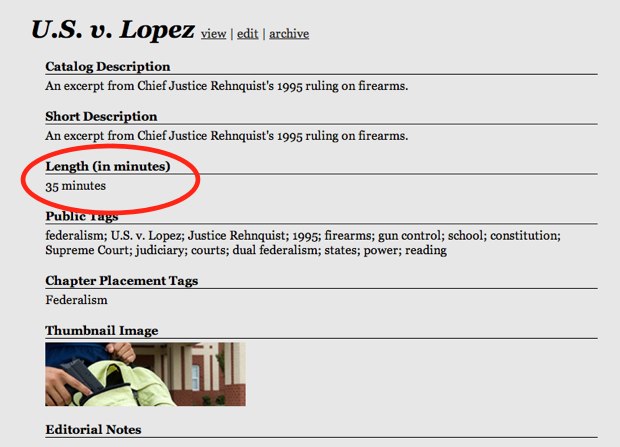 U.S. v. Lopez view | edit | archive
Catalog Description
An excerpt from Chief Justice Rehnquist's 1995 ruling on firearms.
Short Description
An excerpt from Chief Justice Rehnquist's 1995 ruling on firearms.
Length (in minutes)
35 minutes
Public Tags
federalism; U.S. v. Lopez; Justice Rehnquist; 1995; firearms; gun control; school; constitution;
Supreme Court; judiciary; courts; dual federalism; states; power; reading
Chapter Placement Tags
Federalism
Thumbnail Image
Editorial Notes